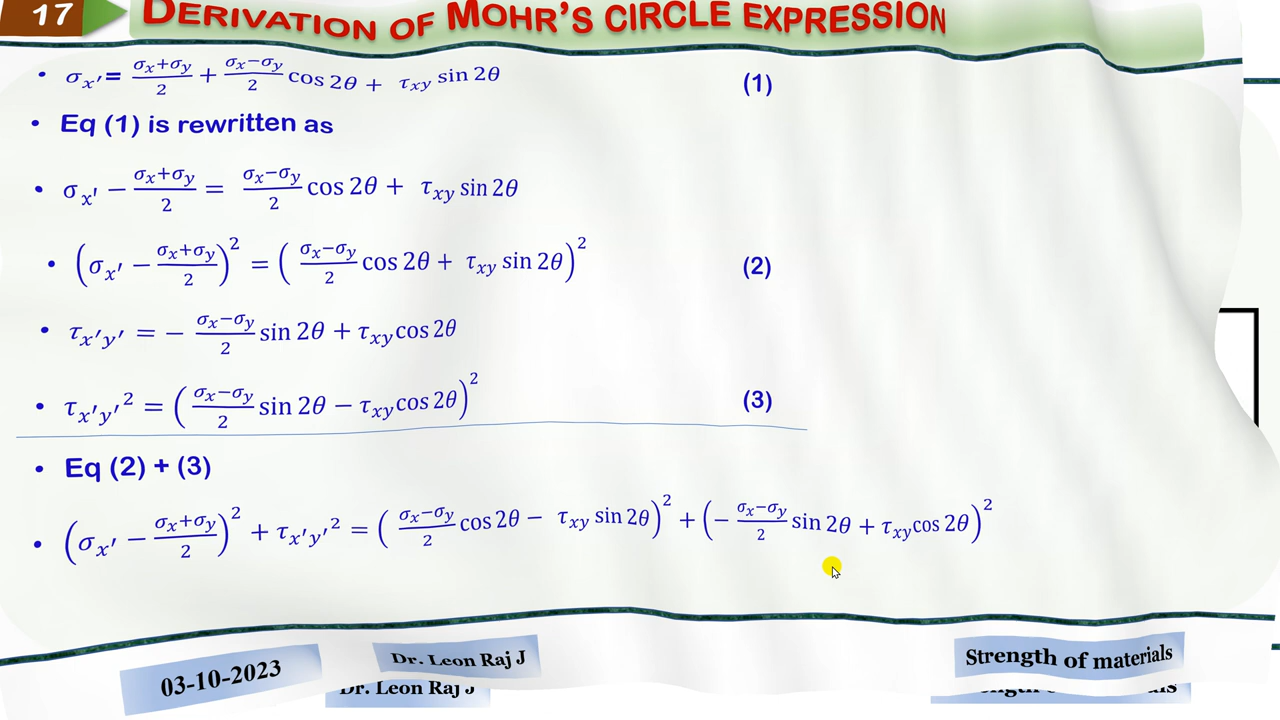 17
DERIVATION OF MOHR'S CIRCLE EXPRESSION
• σx′ = (σx+σy)/2 + (σx−σy)/2 cos 2θ + τxy sin 2θ (1)
• Eq (1) is rewritten as
• σx′ − (σx+σy)/2 = (σx−σy)/2 cos 2θ + τxy sin 2θ
• (σx′ − (σx+σy)/2)² = ((σx−σy)/2 cos 2θ + τxy sin 2θ)² (2)
• τx′y′ = − (σx−σy)/2 sin 2θ + τxy cos 2θ
• τx′y′² = ((σx−σy)/2 sin 2θ − τxy cos 2θ)² (3)
• Eq (2) + (3)
• (σx′ − (σx+σy)/2)² + τx′y′² = ((σx−σy)/2 cos 2θ − τxy sin 2θ)² + (− (σx−σy)/2 sin 2θ + τxy cos 2θ)²
03-10-2023
Dr. Leon Raj J
Strength of materials
Dr. Leon Raj J